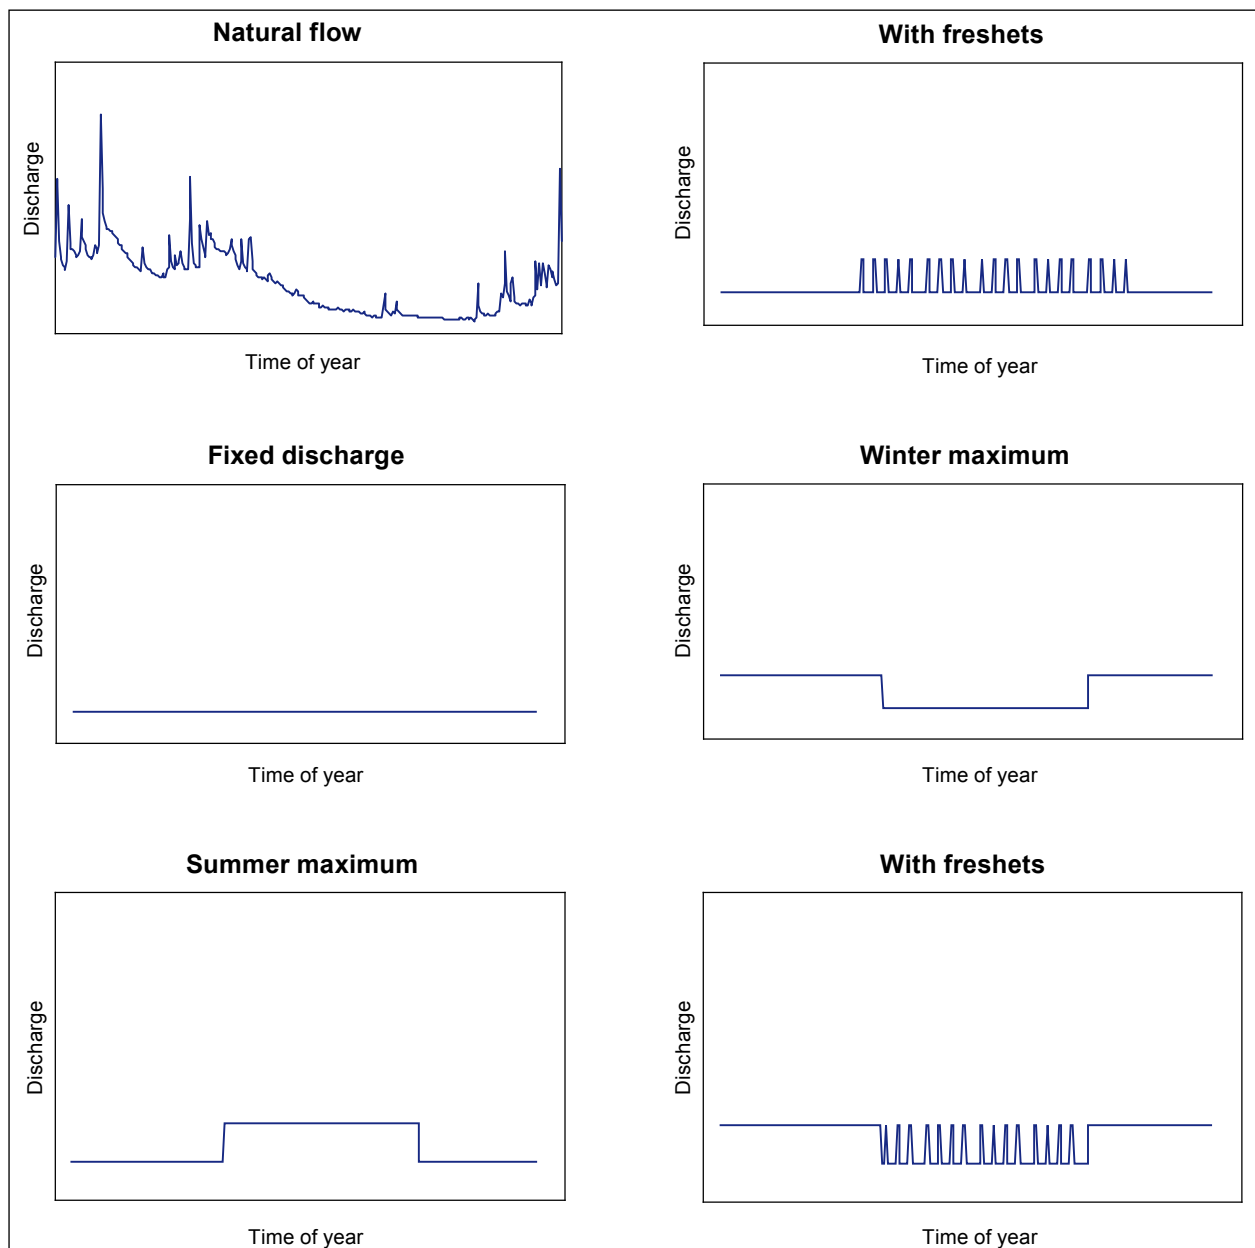 Natural flow
Discharge
Time of year
With freshets
Discharge
Time of year
Fixed discharge
Discharge
Time of year
Winter maximum
Discharge
Time of year
Summer maximum
Discharge
Time of year
With freshets
Discharge
Time of year